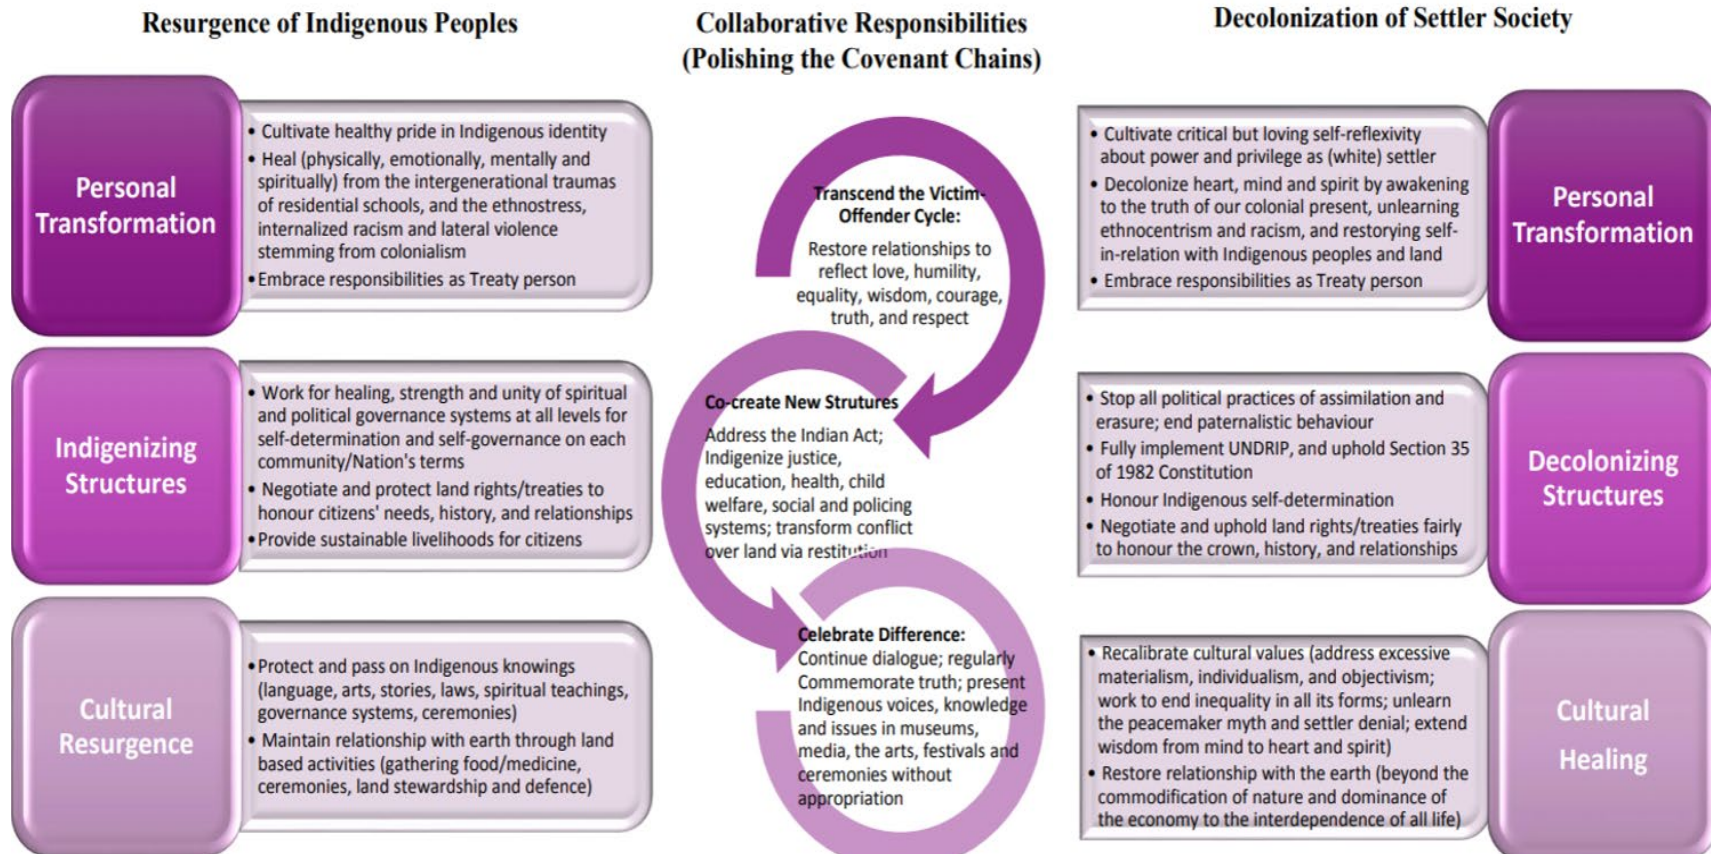 Resurgence of Indigenous Peoples
Personal
Transformation
• Cultivate healthy pride in Indigenous identity
• Heal (physically, emotionally, mentally and
spiritually) from the intergenerational traumas
of residential schools, and the ethnostress,
internalized racism and lateral violence
stemming from colonialism
• Embrace responsibilities as Treaty person
Indigenizing
Structures
• Work for healing, strength and unity of spiritual
and political governance systems at all levels for
self-determination and self-governance on each
community/Nation's terms
• Negotiate and protect land rights/treaties to
honour citizens' needs, history, and relationships
• Provide sustainable livelihoods for citizens
Cultural
Resurgence
• Protect and pass on Indigenous knowings
(language, arts, stories, laws, spiritual teachings,
governance systems, ceremonies)
• Maintain relationship with earth through land
based activities (gathering food/medicine,
ceremonies, land stewardship and defence)
Collaborative Responsibilities
(Polishing the Covenant Chains)
Transcend the Victim-
Offender Cycle:
Restore relationships to
reflect love, humility,
equality, wisdom, courage,
truth, and respect
Co-create New Strutures
Address the Indian Act;
Indigenize justice,
education, health, child
welfare, social and policing
systems; transform conflict
over land via restitution
Celebrate Difference:
Continue dialogue; regularly
Commemorate truth; present
Indigenous voices, knowledge
and issues in museums,
media, the arts, festivals and
ceremonies without
appropriation
Decolonization of Settler Society
• Cultivate critical but loving self-reflexivity
about power and privilege as (white) settler
• Decolonize heart, mind and spirit by awakening
to the truth of our colonial present, unlearning
ethnocentrism and racism, and restorying self-
in-relation with Indigenous peoples and land
• Embrace responsibilities as Treaty person
Personal
Transformation
• Stop all political practices of assimilation and
erasure; end paternalistic behaviour
• Fully implement UNDRIP, and uphold Section 35
of 1982 Constitution
• Honour Indigenous self-determination
• Negotiate and uphold land rights/treaties fairly
to honour the crown, history, and relationships
Decolonizing
Structures
• Recalibrate cultural values (address excessive
materialism, individualism, and objectivism;
work to end inequality in all its forms; unlearn
the peacemaker myth and settler denial; extend
wisdom from mind to heart and spirit)
• Restore relationship with the earth (beyond the
commodification of nature and dominance of
the economy to the interdependence of all life)
Cultural
Healing